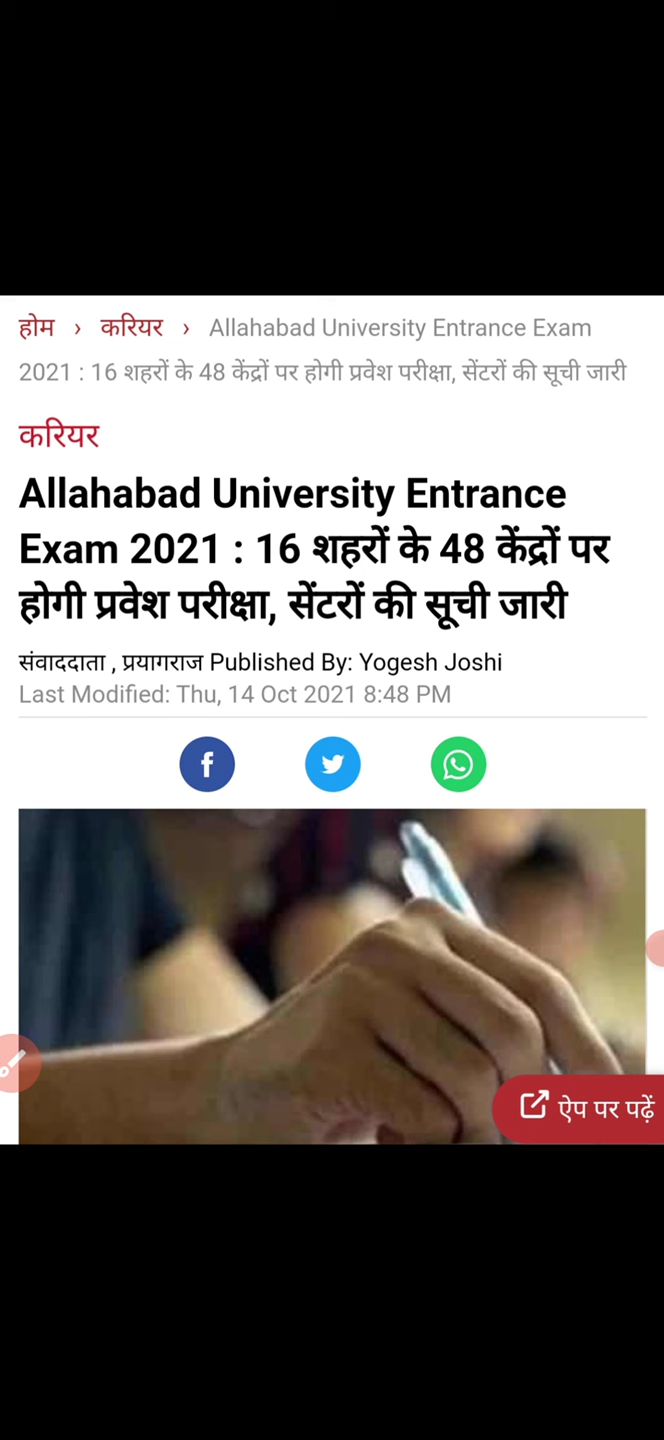 होम › करियर › Allahabad University Entrance Exam
2021 : 16 शहरों के 48 केंद्रों पर होगी प्रवेश परीक्षा, सेंटरों की सूची जारी
करियर
Allahabad University Entrance
Exam 2021 : 16 शहरों के 48 केंद्रों पर
होगी प्रवेश परीक्षा, सेंटरों की सूची जारी
संवाददाता , प्रयागराज Published By: Yogesh Joshi
Last Modified: Thu, 14 Oct 2021 8:48 PM
ऐप पर पढ़ें